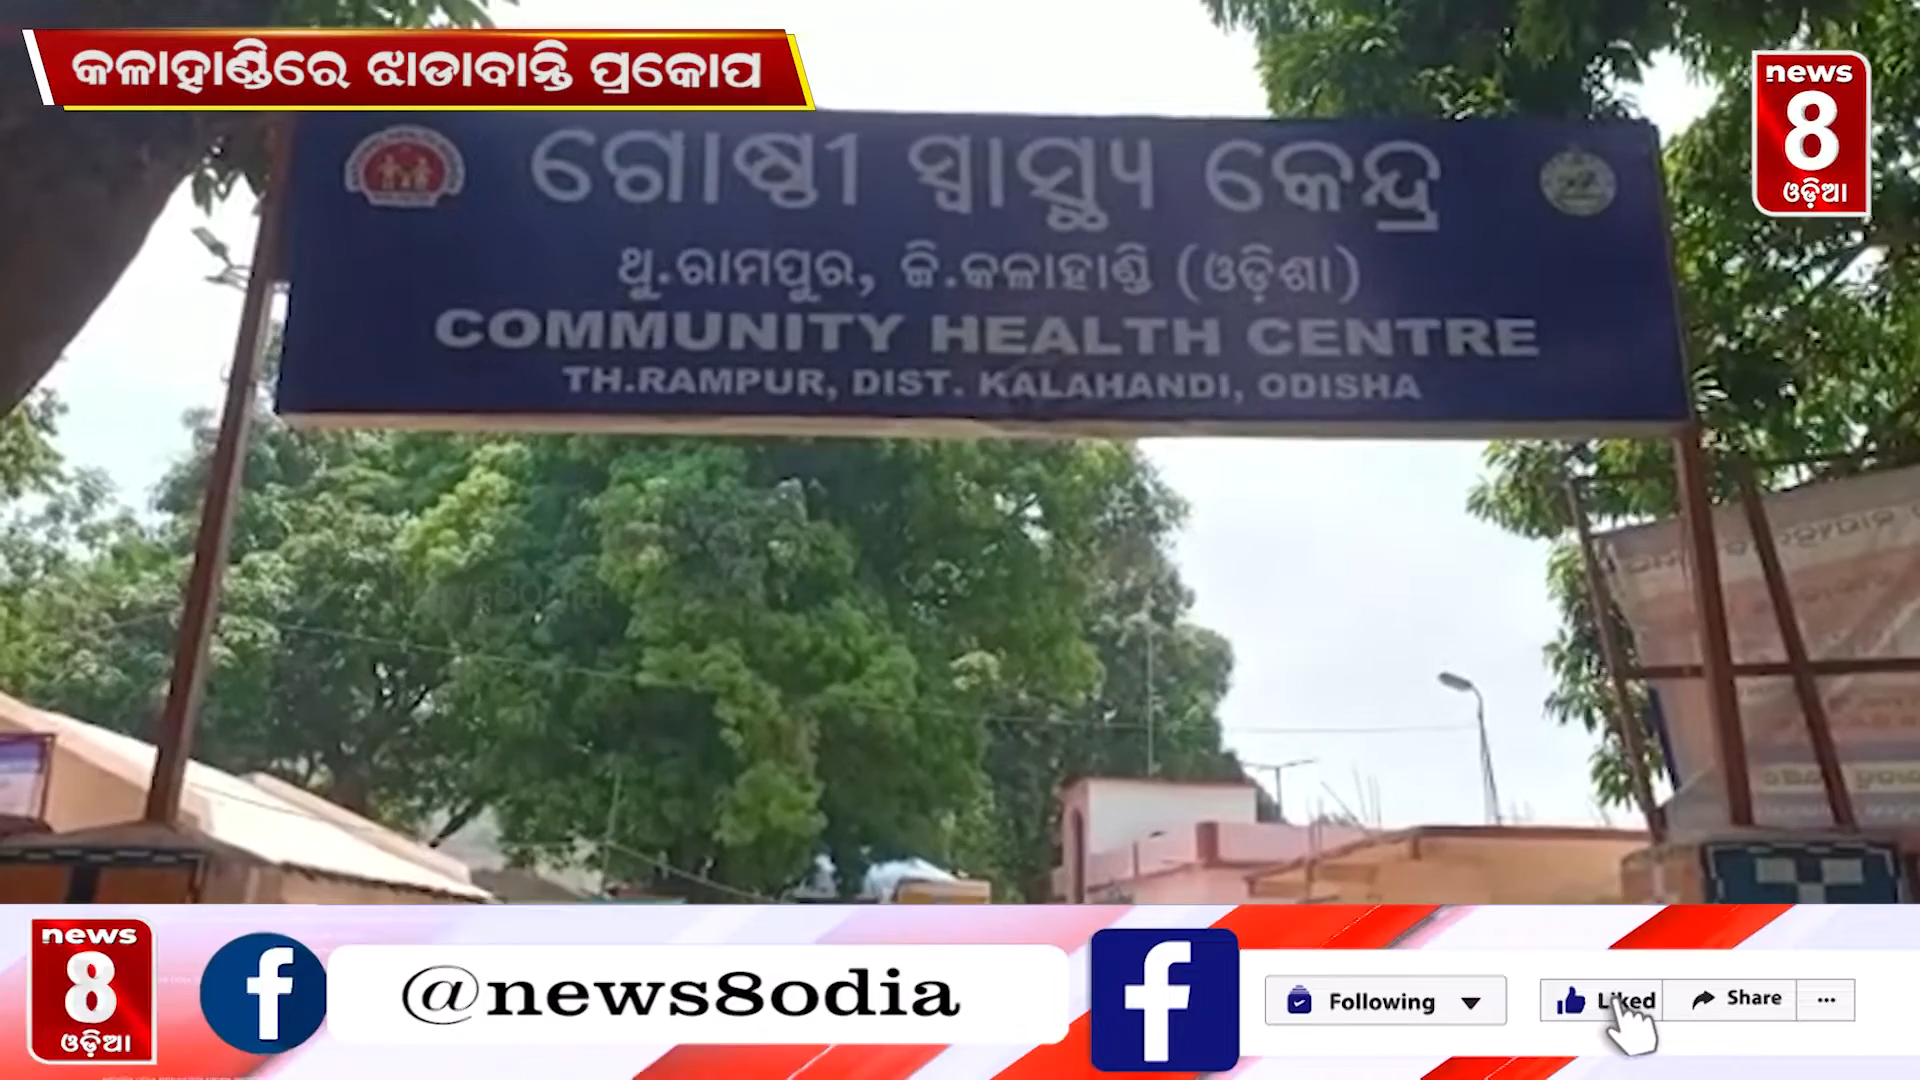 କଳାହାଣ୍ଡିରେ ଝାଡାବାନ୍ତି ପ୍ରକୋପ
news
8
ଓଡ଼ିଆ
ଗୋଷ୍ଠୀ ସ୍ୱାସ୍ଥ୍ୟ କେନ୍ଦ୍ର
ଥୁ.ରାମପୁର, ଜି.କଳାହାଣ୍ଡି (ଓଡ଼ିଶା)
COMMUNITY HEALTH CENTRE
TH.RAMPUR, DIST. KALAHANDI, ODISHA
news8odia
news
8
ଓଡ଼ିଆ
@news8odia
Following
Liked
Share